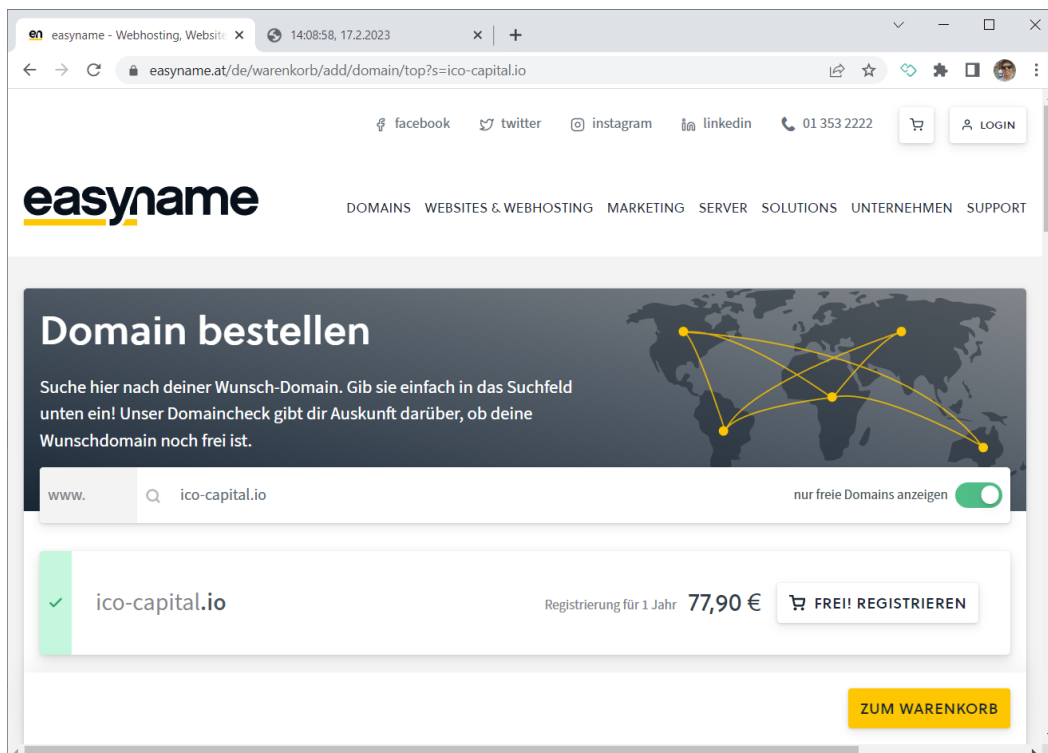 en easyname - Webhosting, Website
14:08:58, 17.2.2023
easyname.at/de/warenkorb/add/domain/top?s=ico-capital.io
facebook twitter instagram linkedin 01 353 2222 LOGIN
easyname
DOMAINS WEBSITES & WEBHOSTING MARKETING SERVER SOLUTIONS UNTERNEHMEN SUPPORT
Domain bestellen
Suche hier nach deiner Wunsch-Domain. Gib sie einfach in das Suchfeld
unten ein! Unser Domaincheck gibt dir Auskunft darüber, ob deine
Wunschdomain noch frei ist.
www. ico-capital.io nur freie Domains anzeigen
ico-capital.io Registrierung für 1 Jahr 77,90 € FREI! REGISTRIEREN
ZUM WARENKORB